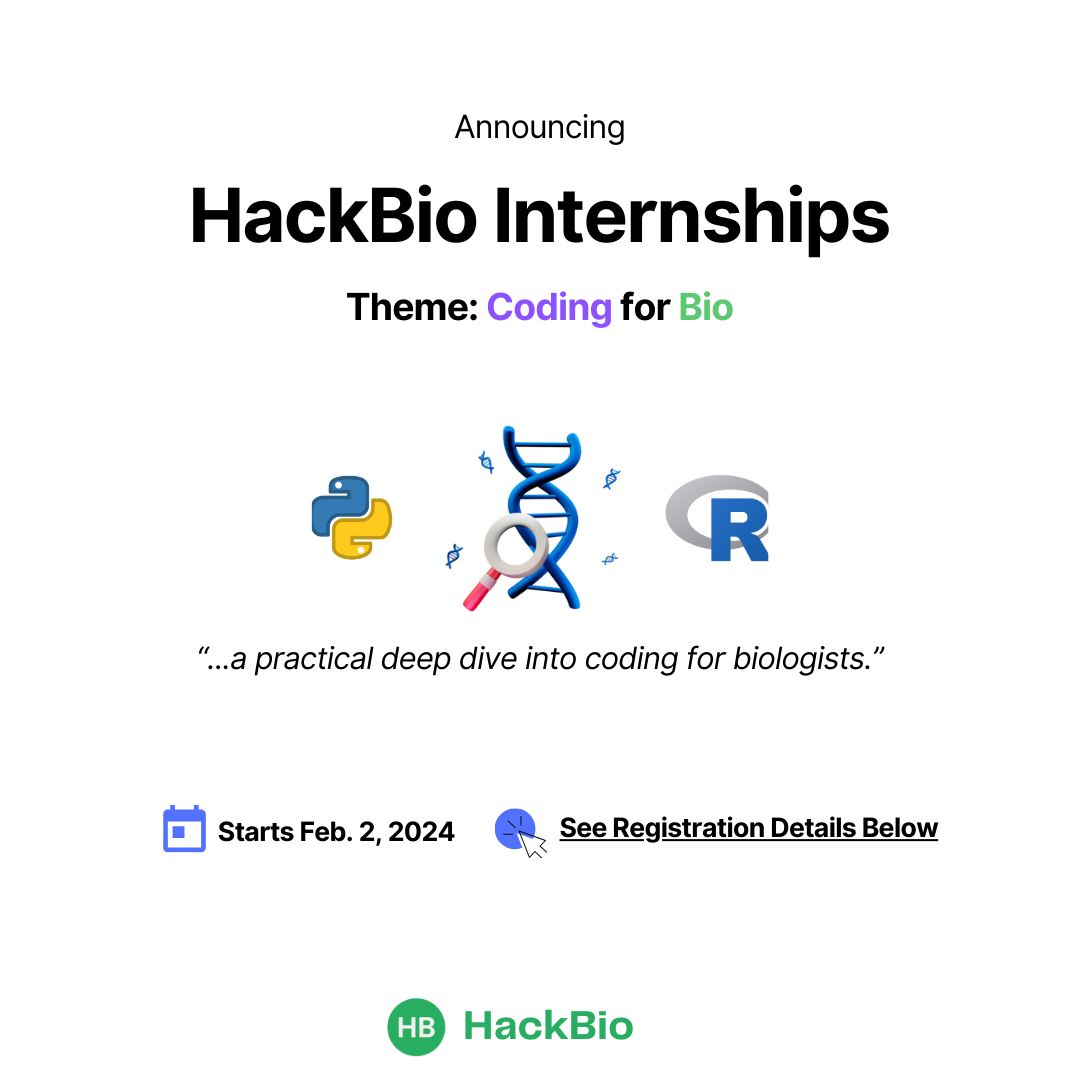 Announcing
HackBio Internships
Theme: Coding for Bio
R
“...a practical deep dive into coding for biologists.”
Starts Feb. 2, 2024
See Registration Details Below
HB HackBio